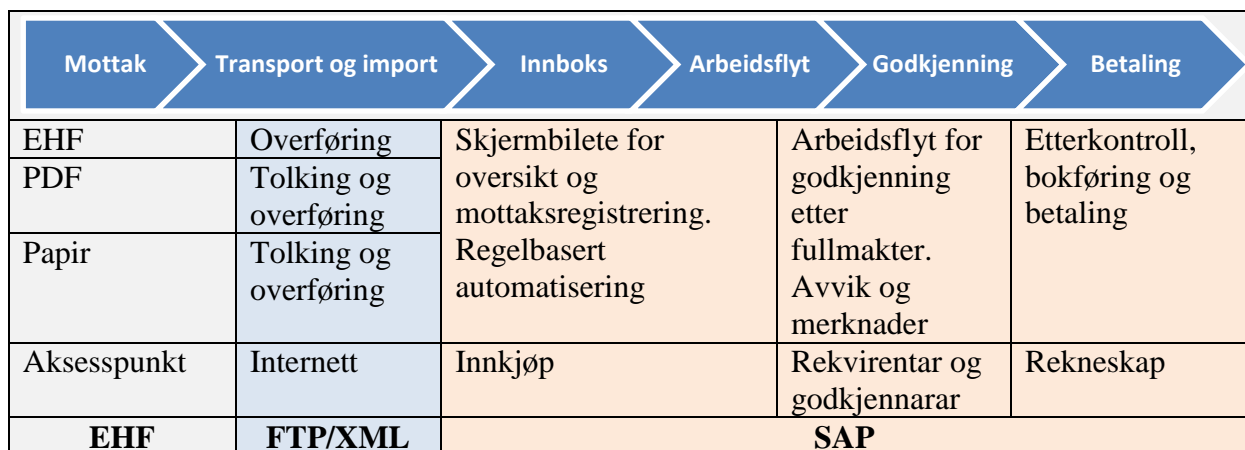 Mottak
Transport og import
Innboks
Arbeidsflyt
Godkjenning
Betaling
EHF
Overføring
Skjermbilete for
oversikt og
mottaksregistrering.
Regelbasert
automatisering
Arbeidsflyt for
godkjenning
etter
fullmakter.
Avvik og
merknader
Etterkontroll,
bokføring og
betaling
PDF
Tolking og
overføring
Papir
Tolking og
overføring
Aksesspunkt
Internett
Innkjøp
Rekvirentar og
godkjennarar
Rekneskap
EHF
FTP/XML
SAP